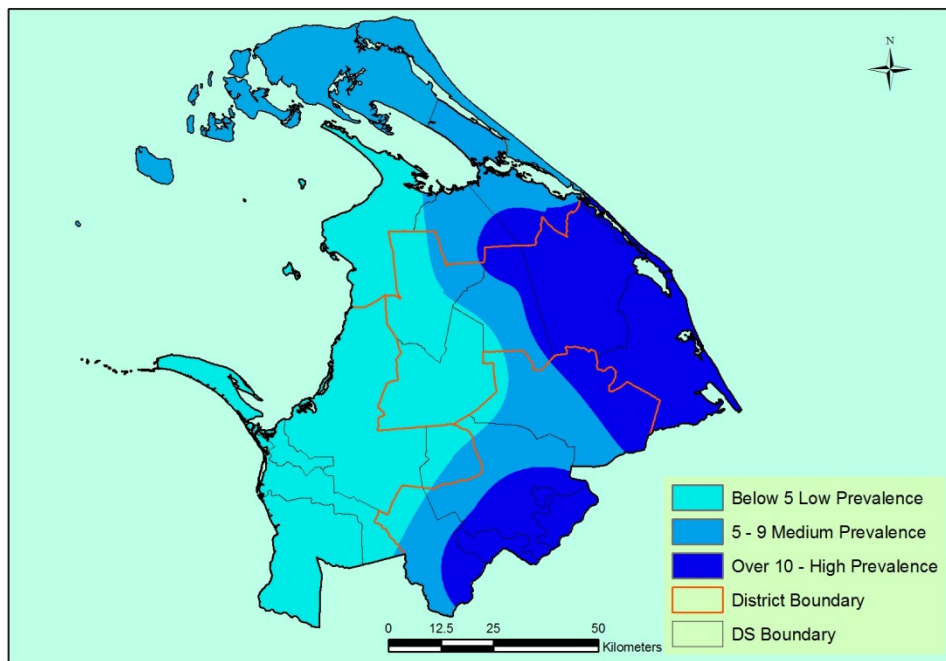 N
Below 5 Low Prevalence
5 - 9 Medium Prevalence
Over 10 - High Prevalence
District Boundary
DS Boundary
0 12.5 25 50
Kilometers